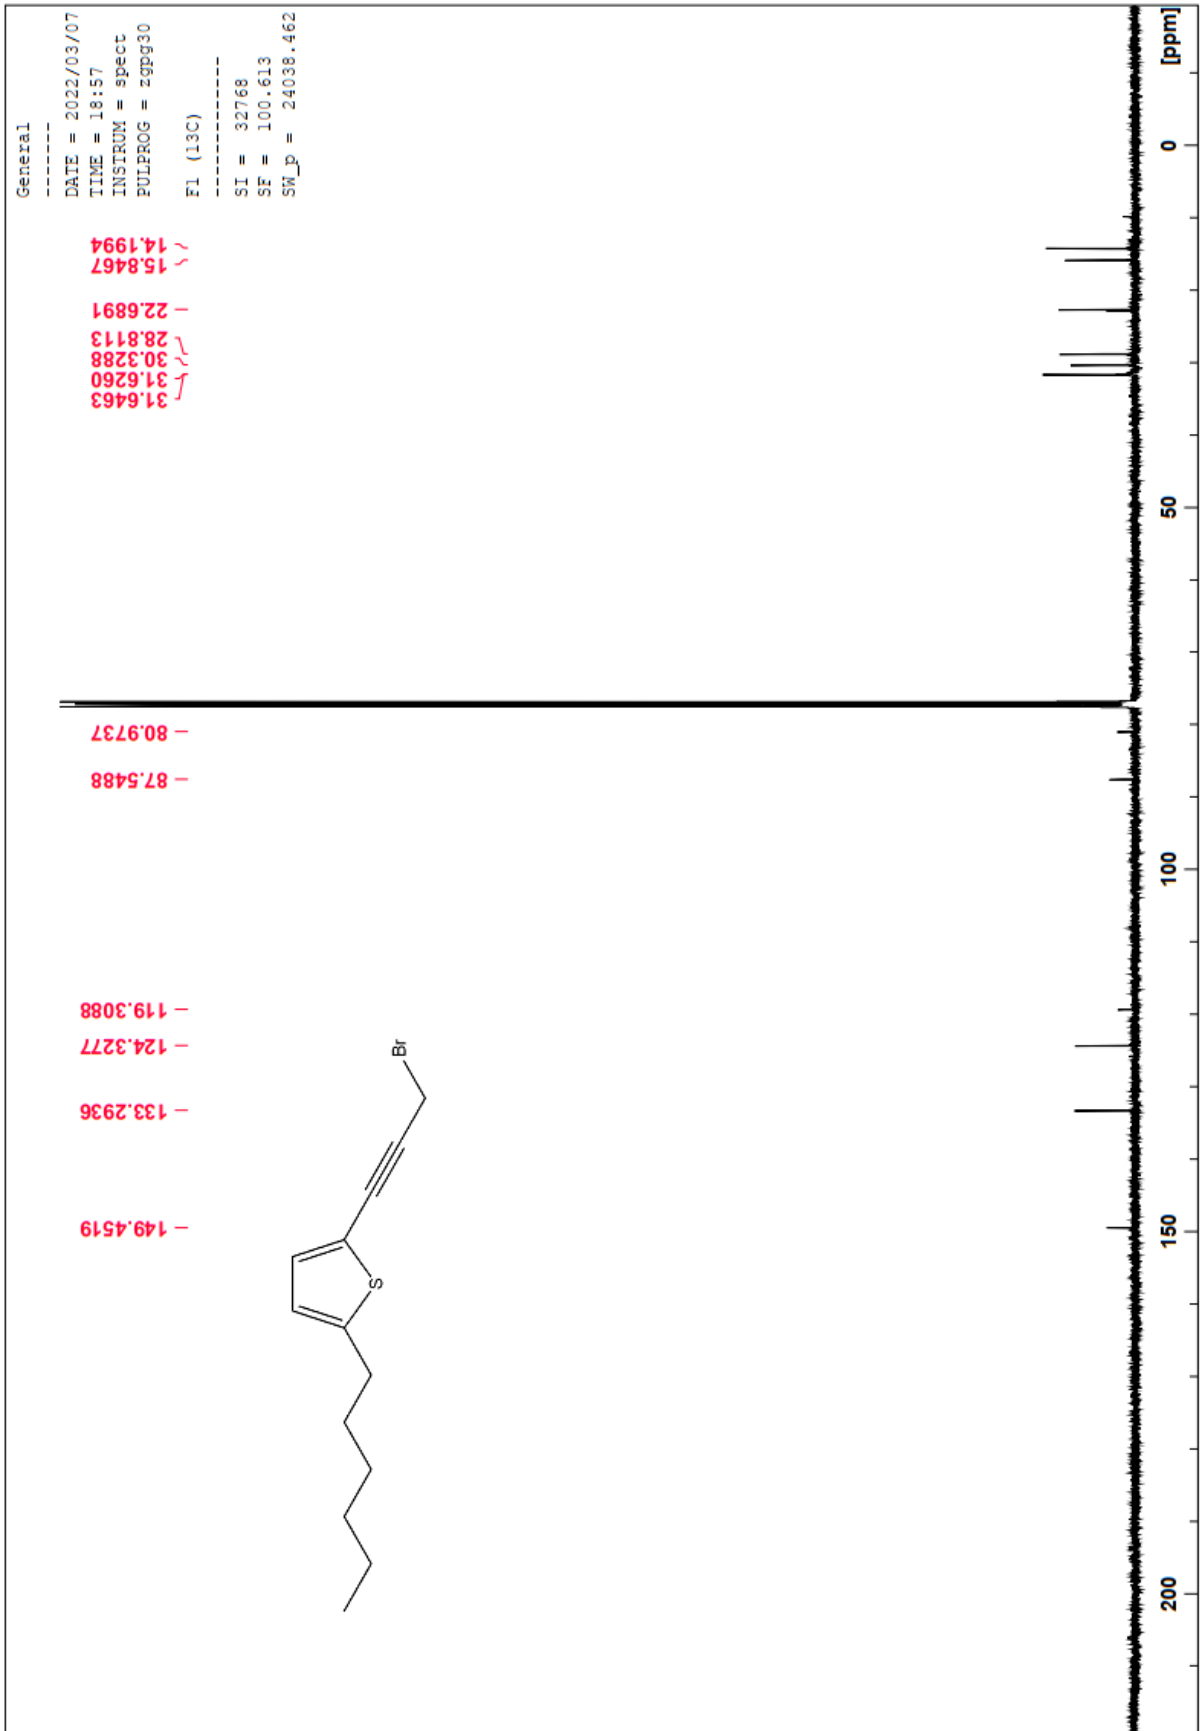 General
------
DATE = 2022/03/07
TIME = 18:57
INSTRUM = spect
PULPROG = zgpg30
F1 (13C)
--------------
SI = 32768
SF = 100.613
SW_p = 24038.462
149.4519
133.2936
124.3277
119.3088
87.5488
80.9737
31.6463
31.6260
30.3288
28.8113
22.6891
15.8467
14.1994
Br
S
200
150
100
50
0
[ppm]